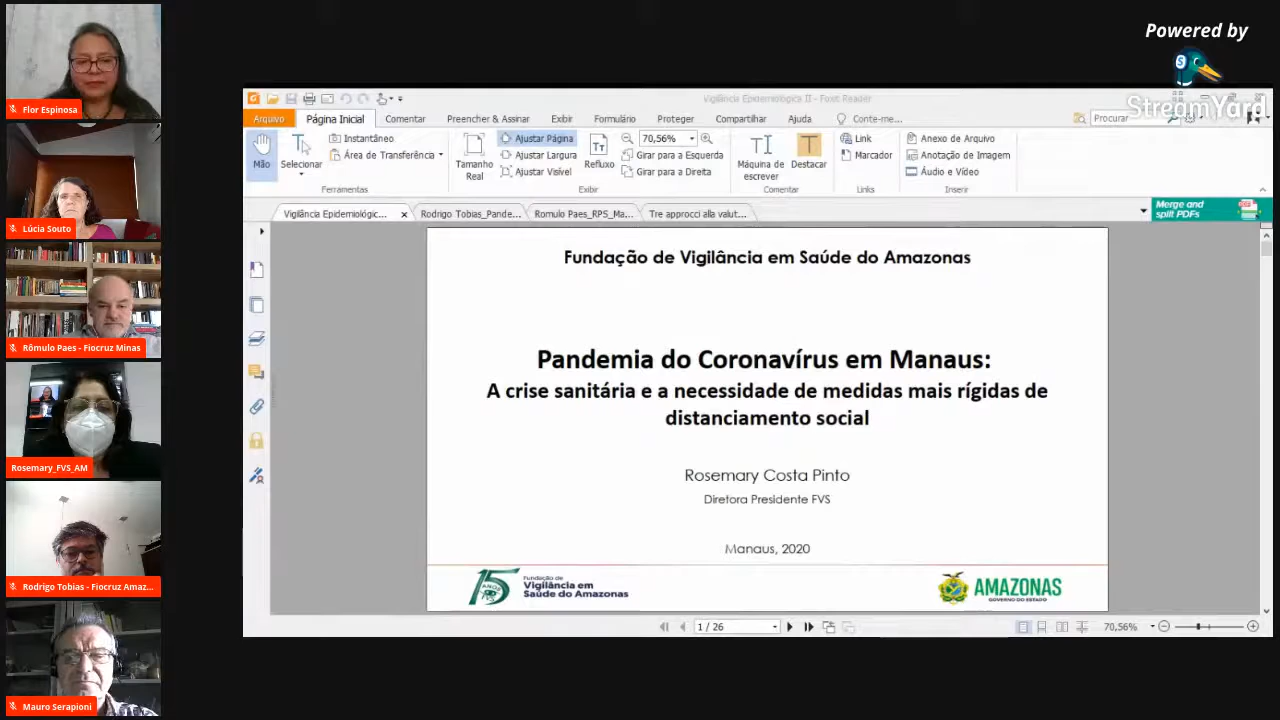 Flor Espinosa
Lúcia Souto
Rômulo Paes - Fiocruz Minas
Rosemary_FVS_AM
Rodrigo Tobias - Fiocruz Amaz...
Mauro Serapioni
Powered by
StreamYard
Vigilância Epidemiológica II - Foxit Reader
Arquivo Página Inicial Comentar Preencher & Assinar Exibir Formulário Proteger Compartilhar Ajuda Conte-me... Procurar
Mão
Selecionar
Instantâneo
Área de Transferência
Ferramentas
Tamanho Real
Ajustar Página
Ajustar Largura
Ajustar Visível
Refluxo
70,56%
Girar para a Esquerda
Girar para a Direita
Exibir
Máquina de escrever
Destacar
Comentar
Link
Marcador
Links
Anexo de Arquivo
Anotação de Imagem
Áudio e Vídeo
Inserir
Vigilância Epidemiológic... Rodrigo Tobias_Pande... Romulo Paes_RPS_Ma... Tre approcci alla valut...
Merge and
split PDFs
Fundação de Vigilância em Saúde do Amazonas
Pandemia do Coronavírus em Manaus:
A crise sanitária e a necessidade de medidas mais rígidas de
distanciamento social
Rosemary Costa Pinto
Diretora Presidente FVS
Manaus, 2020
15 ANOS
Fundação de
Vigilância em
Saúde do Amazonas
AMAZONAS
GOVERNO DO ESTADO
1 / 26
70,56%